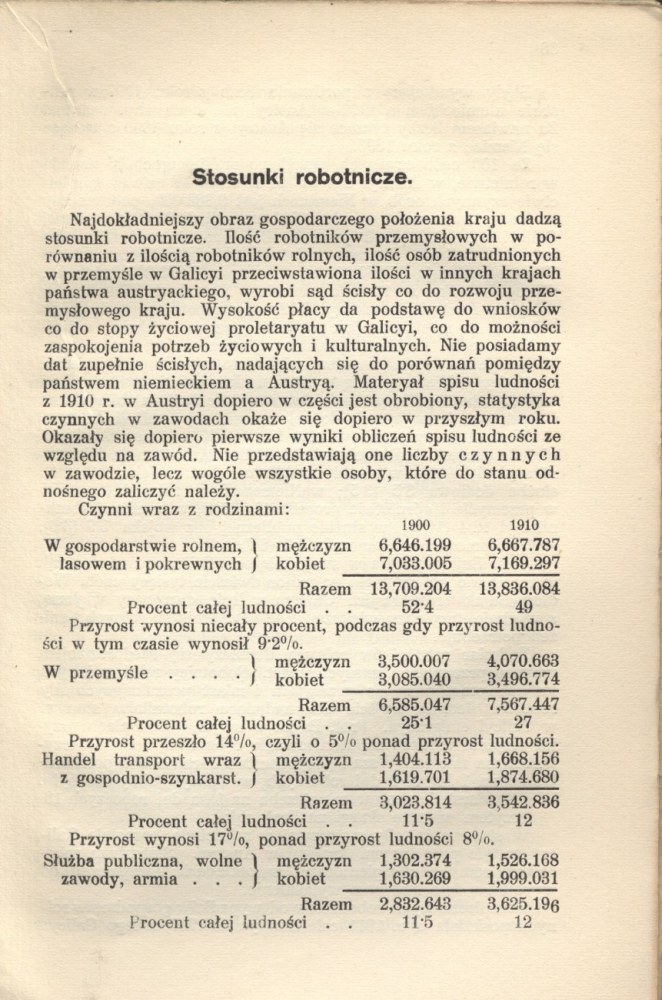 Stosunki robotnicze.
Najdokładniejszy obraz gospodarczego położenia kraju dadzą
stosunki robotnicze. Ilość robotników przemysłowych w po-
równaniu z ilością robotników rolnych, ilość osób zatrudnionych
w przemyśle w Galicyi przeciwstawiona ilości w innych krajach
państwa austryackiego, wyrobi sąd ścisły co do rozwoju prze-
mysłowego kraju. Wysokość płacy da podstawę do wniosków
co do stopy życiowej proletaryatu w Galicyi, co do możności
zaspokojenia potrzeb życiowych i kulturalnych. Nie posiadamy
dat zupełnie ścisłych, nadających się do porównań pomiędzy
państwem niemieckiem a Austryą. Materyał spisu ludności
z 1910 r. w Austryi dopiero w części jest obrobiony, statystyka
czynnych w zawodach okaże się dopiero w przyszłym roku.
Okazały się dopiero pierwsze wyniki obliczeń spisu ludności ze
względu na zawód. Nie przedstawiają one liczby czynnych
w zawodzie, lecz wogóle wszystkie osoby, które do stanu od-
nośnego zaliczyć należy.
Czynni wraz z rodzinami:
1900 1910
W gospodarstwie rolnem, } mężczyzn 6,646.199 6,667.787
lasowem i pokrewnych } kobiet 7,033.005 7,169.297
Razem 13,709.204 13,836.084
Procent całej ludności . . 52·4 49
Przyrost wynosi niecały procent, podczas gdy przyrost ludno-
ści w tym czasie wynosił 9·2%.
W przemyśle . . . . } mężczyzn 3,500.007 4,070.663
kobiet 3,085.040 3,496.774
Razem 6,585.047 7,567.447
Procent całej ludności . . 25·1 27
Przyrost przeszło 14%, czyli o 5% ponad przyrost ludności.
Handel transport wraz } mężczyzn 1,404.113 1,668.156
z gospodnio-szynkarst. } kobiet 1,619.701 1,874.680
Razem 3,023.814 3,542.836
Procent całej ludności . . 11·5 12
Przyrost wynosi 17%, ponad przyrost ludności 8%.
Służba publiczna, wolne } mężczyzn 1,302.374 1,526.168
zawody, armia . . . } kobiet 1,630.269 1,999.031
Razem 2,832.643 3,625.196
Procent całej ludności . . 11·5 12